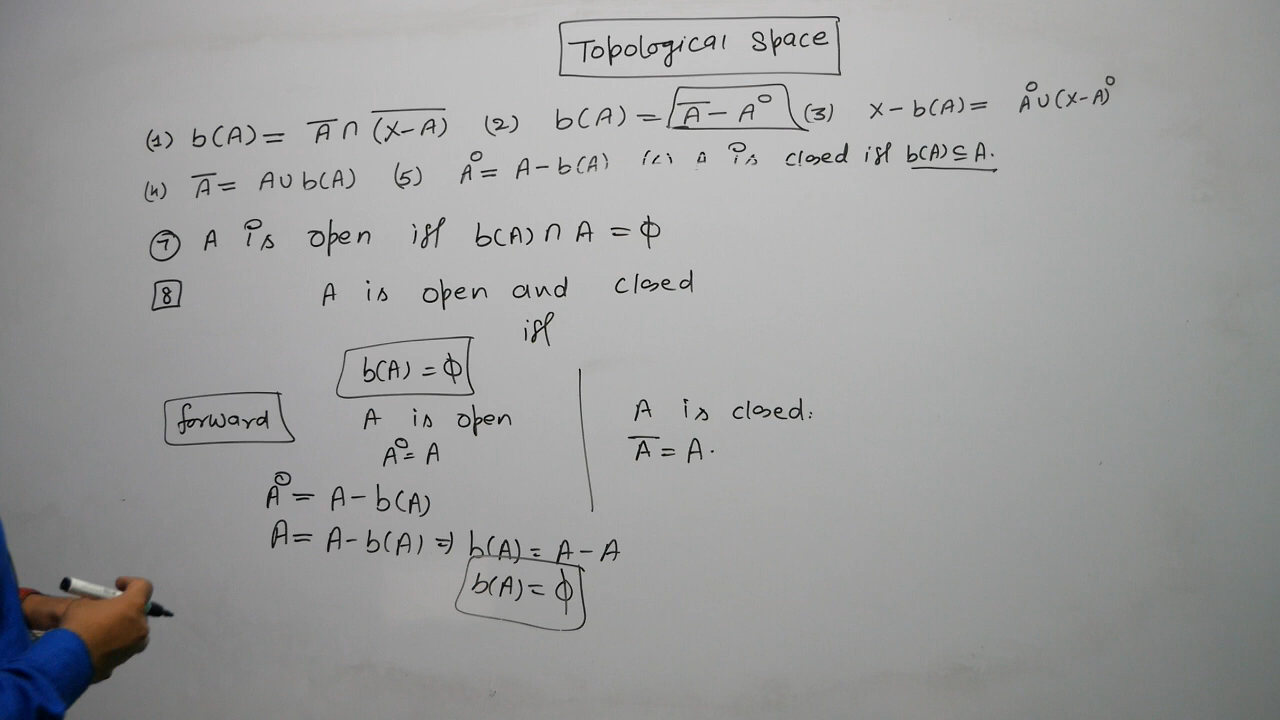 Topological Space
(1) b(A) = A̅ ∩ \overline{(X-A)} (2) b(A) = A̅ - A° (3) X - b(A) = A° ∪ (X-A)°
(4) A̅ = A ∪ b(A) (5) A° = A - b(A) is closed iff b(A) ⊆ A.
⑦ A is open iff b(A) ∩ A = ϕ
8 A is open and closed
iff
b(A) = ϕ
forward A is open
A° = A
A° = A - b(A)
A = A - b(A) ⇒ b(A) = A - A
b(A) = ϕ
A is closed.
A̅ = A.